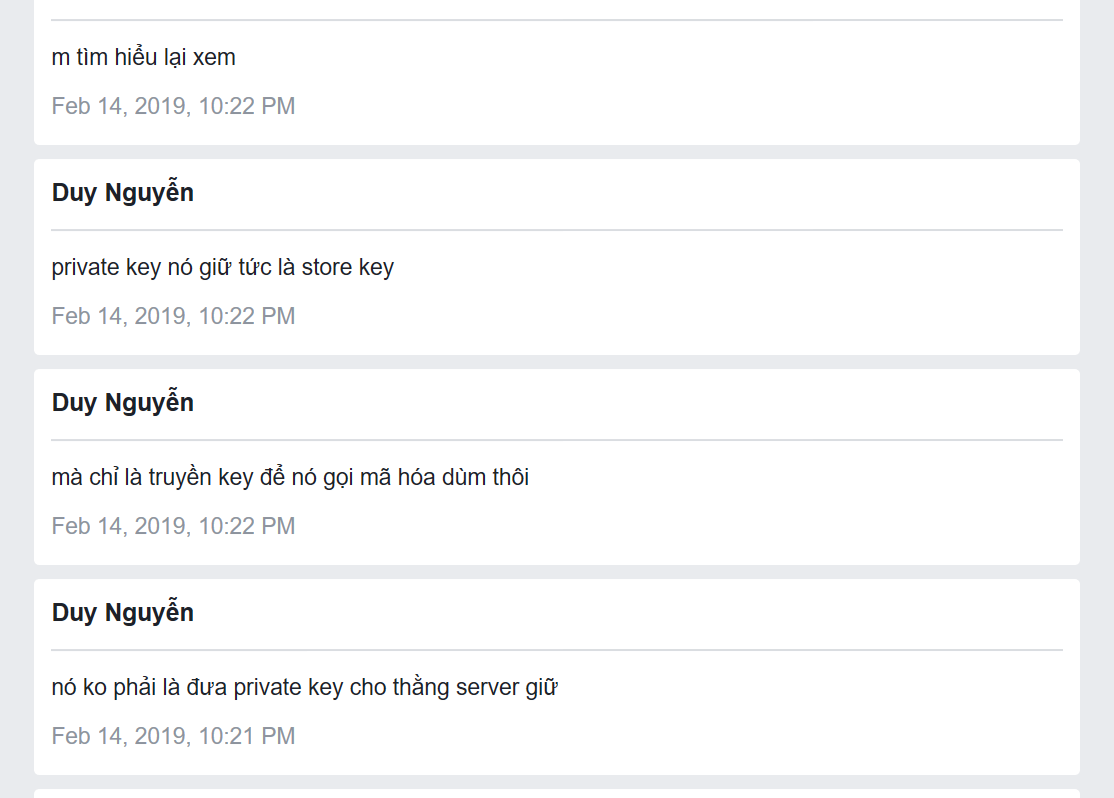 m tìm hiểu lại xem
Feb 14, 2019, 10:22 PM
Duy Nguyễn
private key nó giữ tức là store key
Feb 14, 2019, 10:22 PM
Duy Nguyễn
mà chỉ là truyền key để nó gọi mã hóa dùm thôi
Feb 14, 2019, 10:22 PM
Duy Nguyễn
nó ko phải là đưa private key cho thằng server giữ
Feb 14, 2019, 10:21 PM